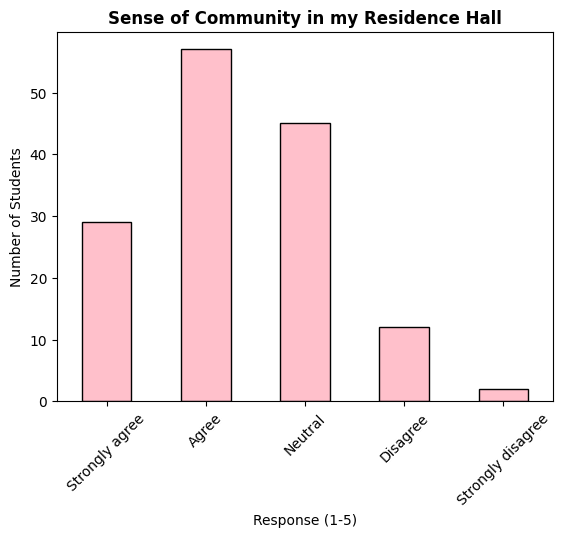 Sense of Community in my Residence Hall
Number of Students
50
40
30
20
10
0
Strongly agree
Agree
Neutral
Disagree
Strongly disagree
Response (1-5)